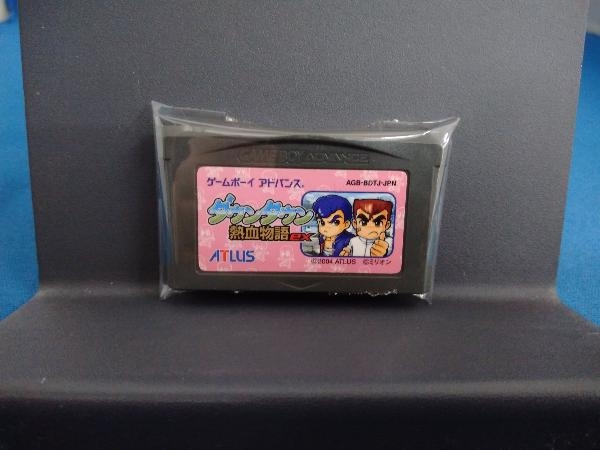 GAME BOY ADVANCE
ゲームボーイ アドバンス®
AGB-BDTJ-JPN
ダウンタウン
熱血物語EX
ATLUS
©2004 ATLUS ©ミリオン